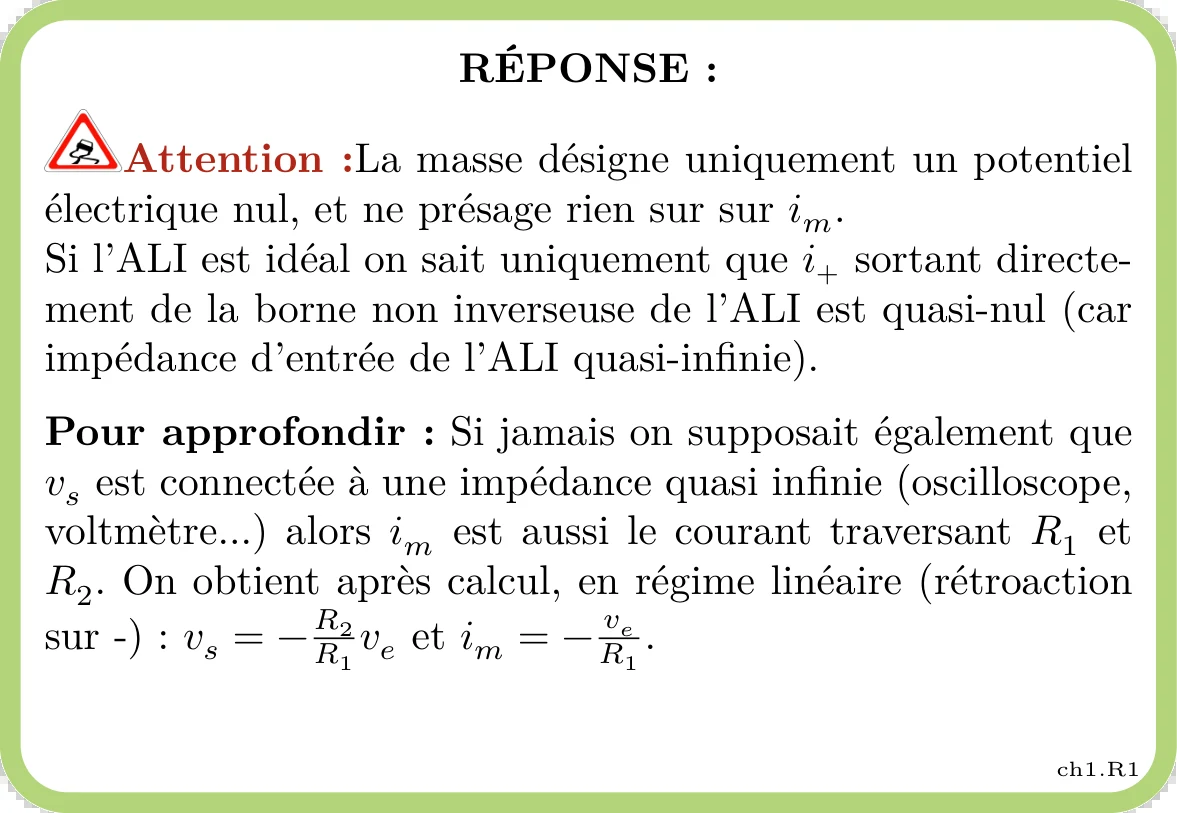 RÉPONSE :
Attention :La masse désigne uniquement un potentiel
électrique nul, et ne présage rien sur sur i_m.
Si l'ALI est idéal on sait uniquement que i_+ sortant directe-
ment de la borne non inverseuse de l'ALI est quasi-nul (car
impédance d'entrée de l'ALI quasi-infinie).
Pour approfondir : Si jamais on supposait également que
v_s est connectée à une impédance quasi infinie (oscilloscope,
voltmètre...) alors i_m est aussi le courant traversant R_1 et
R_2. On obtient après calcul, en régime linéaire (rétroaction
sur -) : v_s = -\frac{R_2}{R_1}v_e et i_m = -\frac{v_e}{R_1}.
ch1.R1